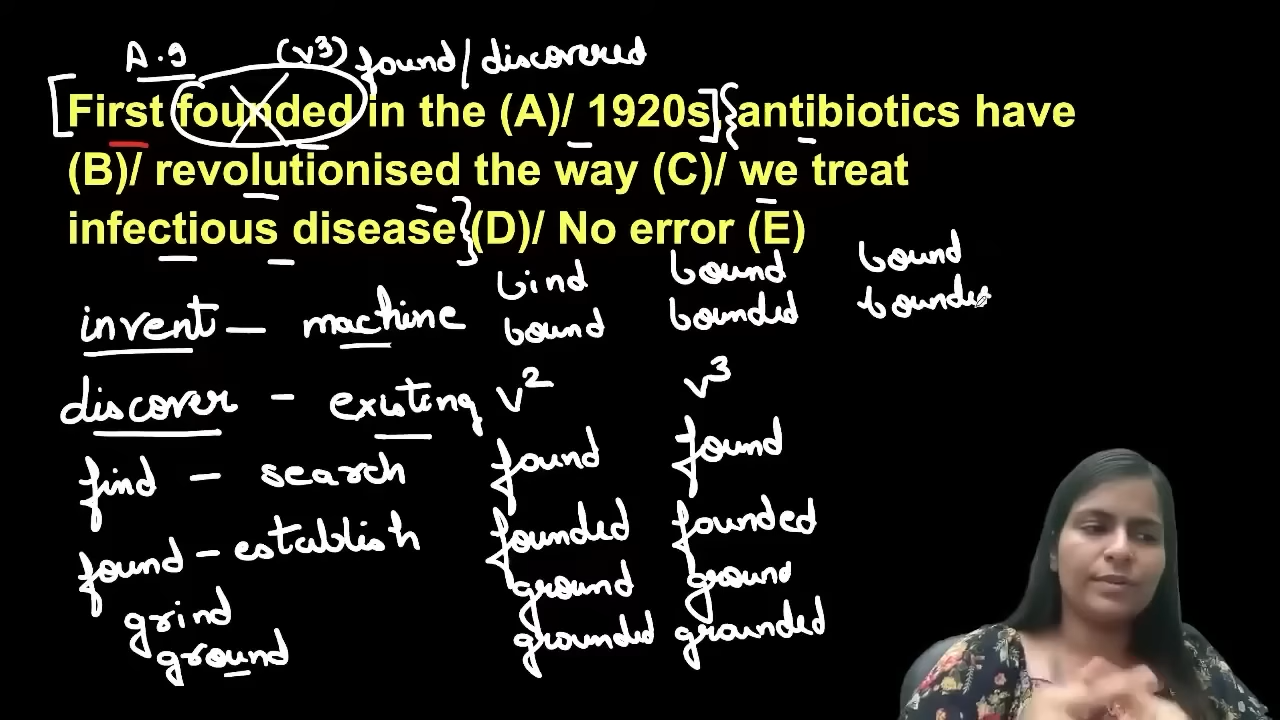 A.g (v3) found/discovered
First founded in the (A)/ 1920s, antibiotics have
(B)/ revolutionised the way (C)/ we treat
infectious disease (D)/ No error (E)
bind bound bound
invent — machine bound bounded bounded
discover - existing v2 v3
find - search found found
found - establish founded founded
grind ground ground
ground grounded grounded